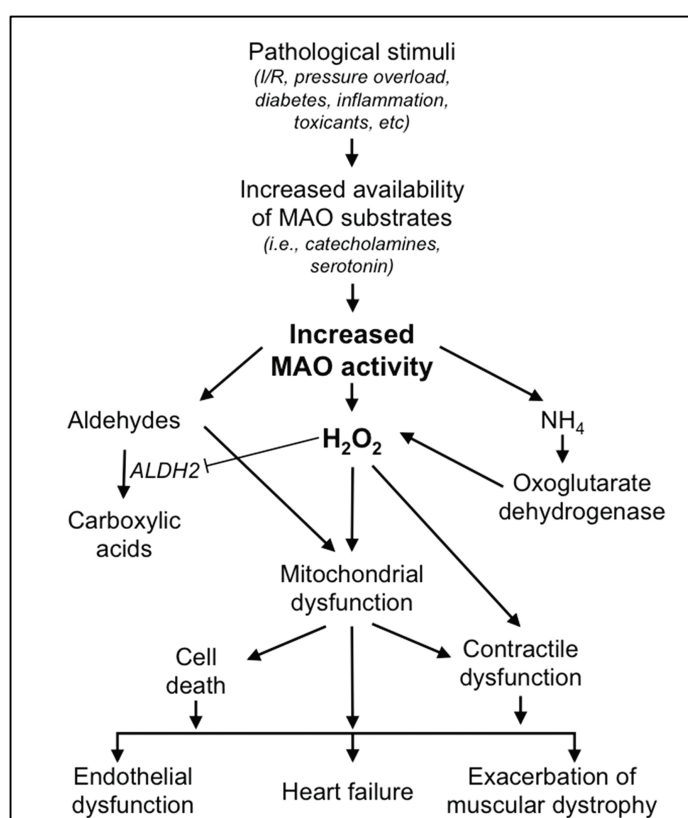 Pathological stimuli
(I/R, pressure overload,
diabetes, inflammation,
toxicants, etc)
Increased availability
of MAO substrates
(i.e., catecholamines,
serotonin)
Increased
MAO activity
Aldehydes
H₂O₂
NH₄
ALDH2
Oxoglutarate
dehydrogenase
Carboxylic
acids
Mitochondrial
dysfunction
Cell
death
Contractile
dysfunction
Endothelial
dysfunction
Heart failure
Exacerbation of
muscular dystrophy